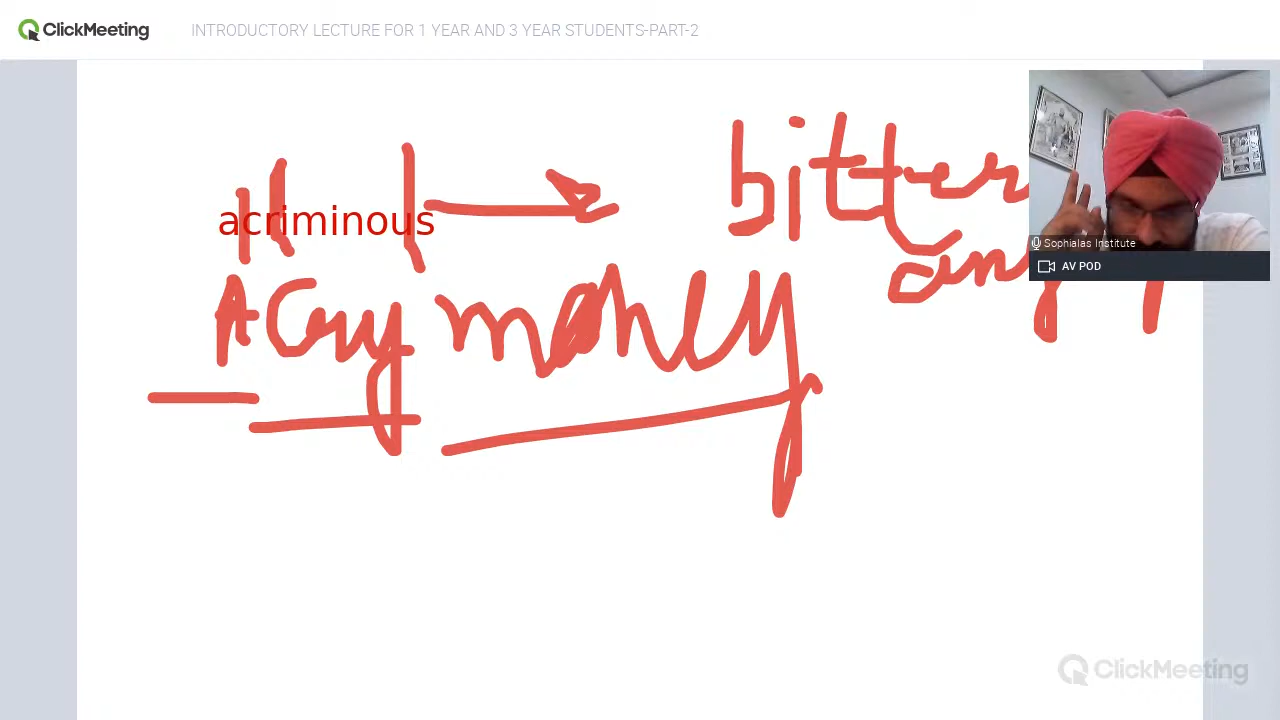 ClickMeeting
INTRODUCTORY LECTURE FOR 1 YEAR AND 3 YEAR STUDENTS-PART-2
bitter
acriminous
Sophialas Institute
AV POD
A Cry money
ClickMeeting